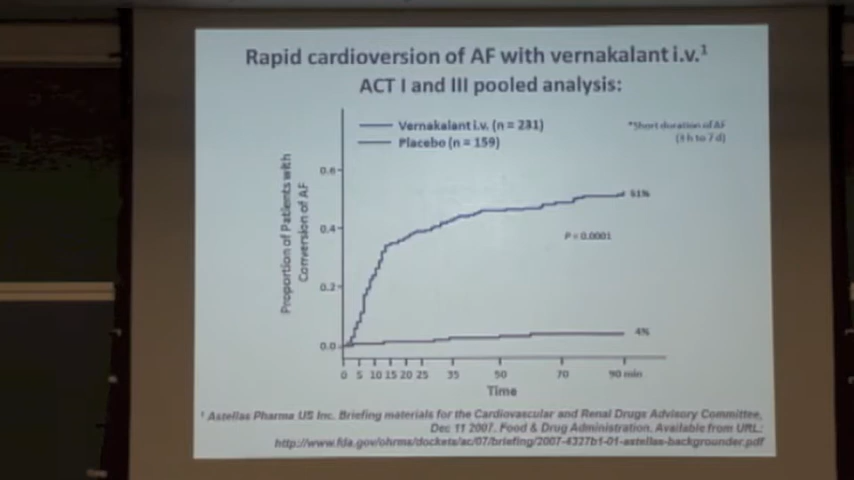 Rapid cardioversion of AF with vernakalant i.v.¹
ACT I and III pooled analysis:
Vernakalant i.v. (n = 231)
Placebo (n = 159)
*Short duration of AF
(3 h to 7 d)
Proportion of Patients with
Conversion of AF
0.6
0.4
0.2
0.0
51%
P = 0.0001
4%
0 5 10 15 20 25 35 50 70 90 min
Time
¹ Astellas Pharma US Inc. Briefing materials for the Cardiovascular and Renal Drugs Advisory Committee,
Dec 11 2007. Food & Drug Administration. Available from URL:
http://www.fda.gov/ohrms/dockets/ac/07/briefing/2007-4327b1-01-astellas-backgrounder.pdf